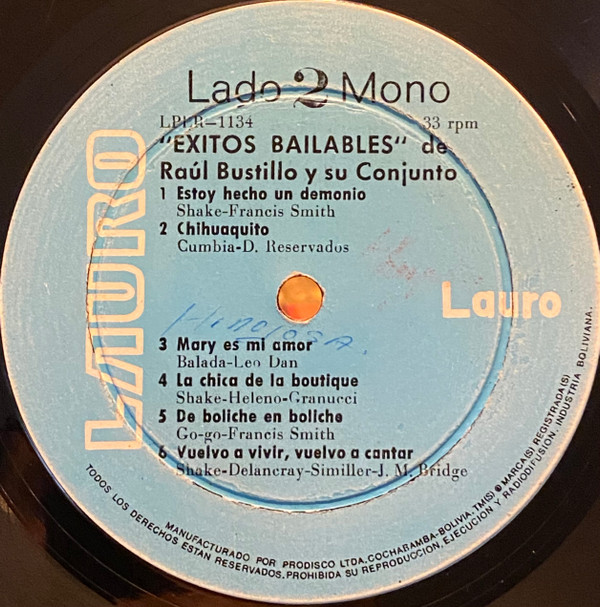 Lado 2 Mono
LPLR-1134 33 rpm
"EXITOS BAILABLES" de
Raúl Bustillo y su Conjunto
1 Estoy hecho un demonio
Shake-Francis Smith
2 Chihuaquito
Cumbia-D. Reservados
LAURO
Lauro
Hinojosa.
3 Mary es mi amor
Balada-Leo Dan
4 La chica de la boutique
Shake-Heleno-Granucci
5 De boliche en boliche
Go-go-Francis Smith
6 Vuelvo a vivir, vuelvo a cantar
Shake-Delancray-Similler-J. M. Bridge
MANUFACTURADO POR PRODISCO LTDA. COCHARAMBA-BOLIVIA. TM(S) ® MARCA(S) REGISTRADA(S)
TODOS LOS DERECHOS ESTAN RESERVADOS. PROHIBIDA SU REPRODUCCION, EJECUCION Y RADIODIFUSION. INDUSTRIA BOLIVIANA.